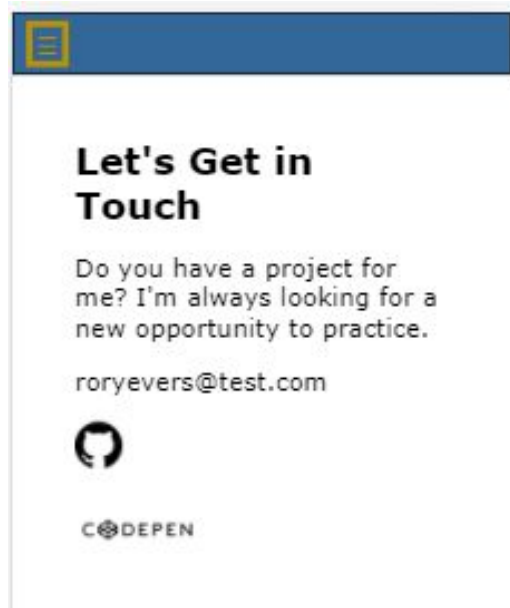 Let's Get in
Touch
Do you have a project for
me? I'm always looking for a
new opportunity to practice.
roryevers@test.com
CODEPEN